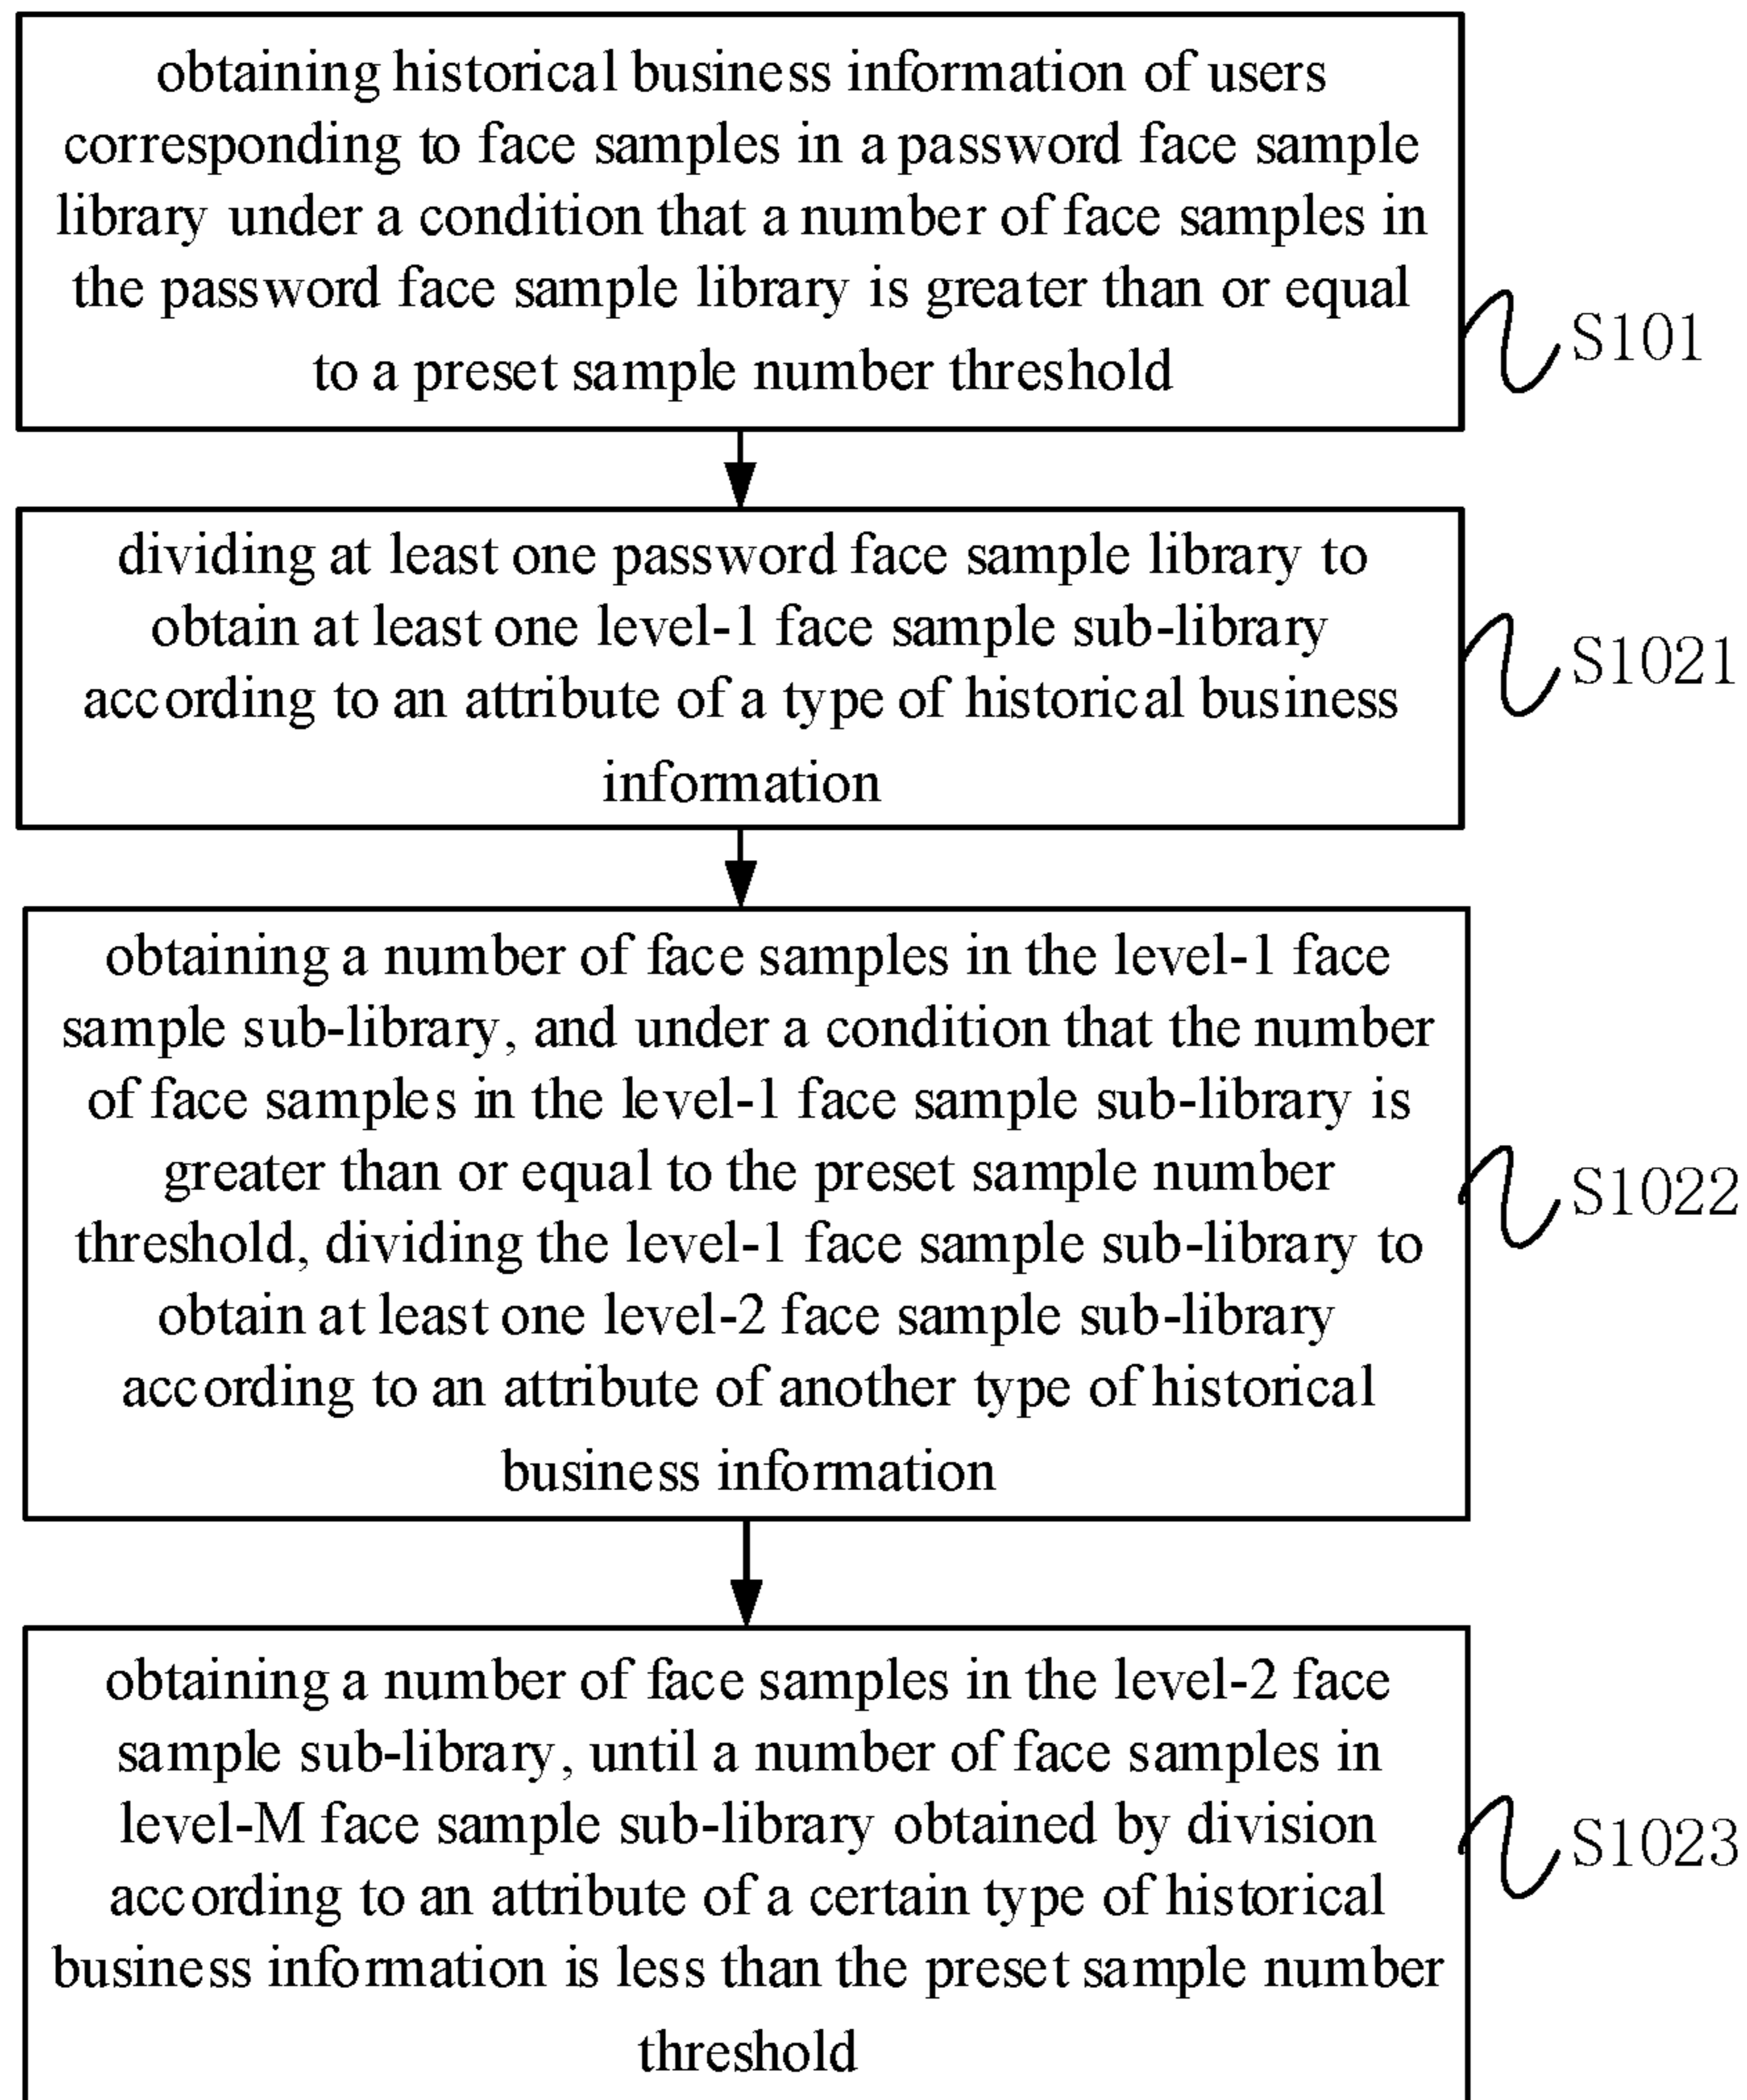 obtaining historical business information of users
corresponding to face samples in a password face sample
library under a condition that a number of face samples in
the password face sample library is greater than or equal
to a preset sample number threshold
S101
dividing at least one password face sample library to
obtain at least one level-1 face sample sub-library
according to an attribute of a type of historical business
information
S1021
obtaining a number of face samples in the level-1 face
sample sub-library, and under a condition that the number
of face samples in the level-1 face sample sub-library is
greater than or equal to the preset sample number
threshold, dividing the level-1 face sample sub-library to
obtain at least one level-2 face sample sub-library
according to an attribute of another type of historical
business information
S1022
obtaining a number of face samples in the level-2 face
sample sub-library, until a number of face samples in
level-M face sample sub-library obtained by division
according to an attribute of a certain type of historical
business information is less than the preset sample number
threshold
S1023